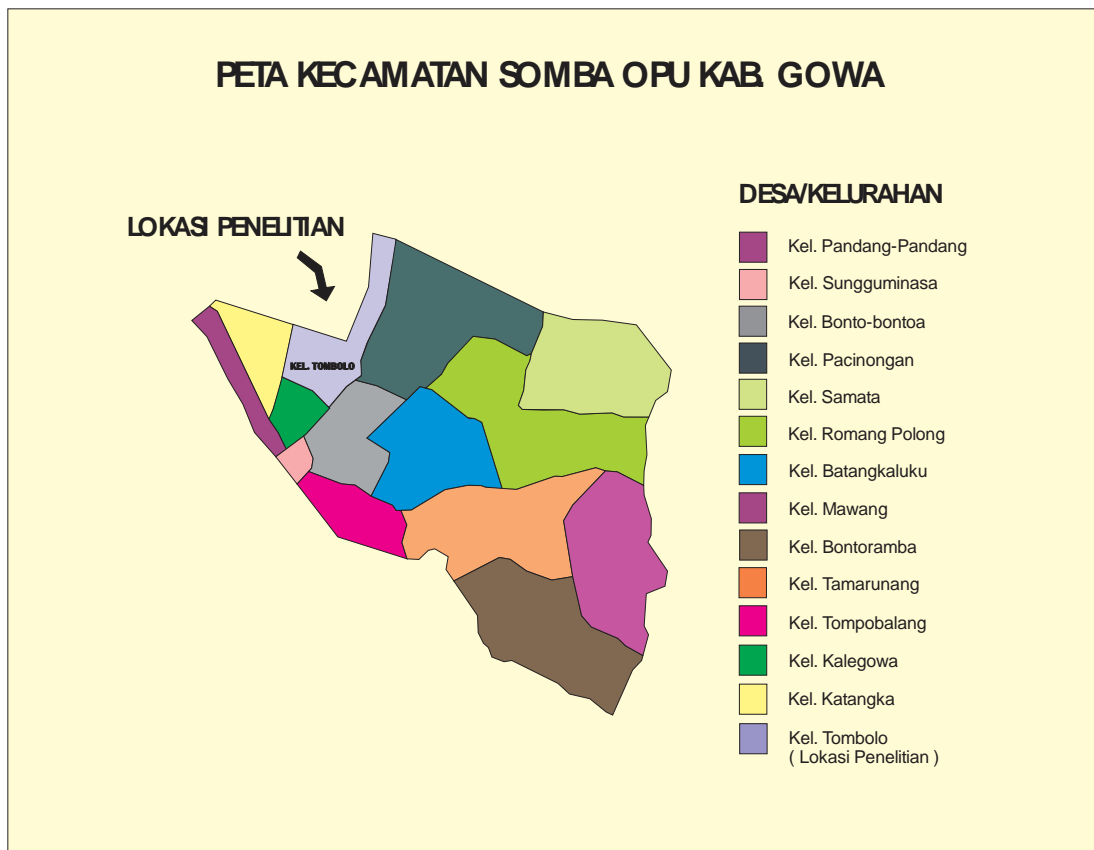 PETA KECAMATAN SOMBA OPU KAB. GOWA
LOKASI PENELITIAN
KEL. TOMBOLO
DESA/KELURAHAN
Kel. Pandang-Pandang
Kel. Sungguminasa
Kel. Bonto-bontoa
Kel. Pacinongan
Kel. Samata
Kel. Romang Polong
Kel. Batangkaluku
Kel. Mawang
Kel. Bontoramba
Kel. Tamarunang
Kel. Tompobalang
Kel. Kalegowa
Kel. Katangka
Kel. Tombolo
( Lokasi Penelitian )